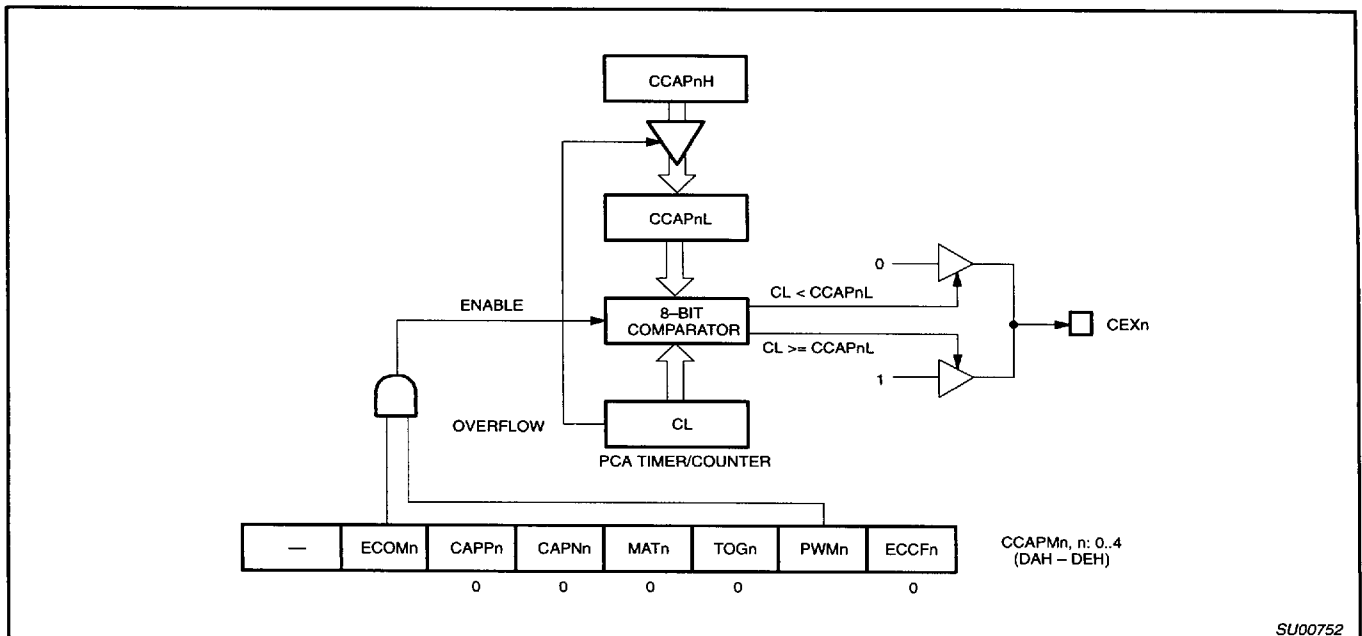 CCAPnH
CCAPnL
0
CL < CCAPnL
ENABLE
8–BIT
COMPARATOR
CEXn
CL >= CCAPnL
1
OVERFLOW
CL
PCA TIMER/COUNTER
— ECOMn CAPPn CAPNn MATn TOGn PWMn ECCFn
CCAPMn, n: 0..4
(DAH – DEH)
0 0 0 0 0
SU00752